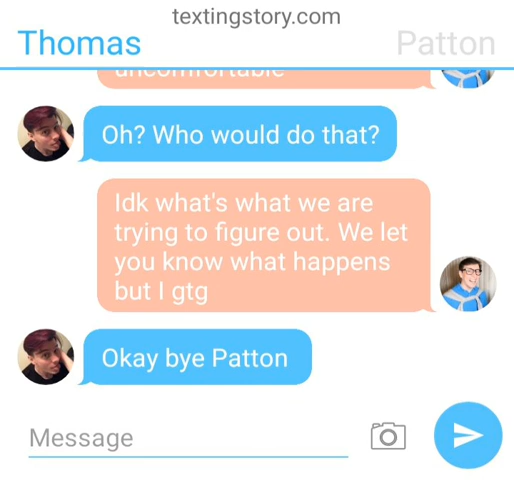 textingstory.com
Thomas
Patton
uncomfortable
Oh? Who would do that?
Idk what's what we are
trying to figure out. We let
you know what happens
but I gtg
Okay bye Patton
Message